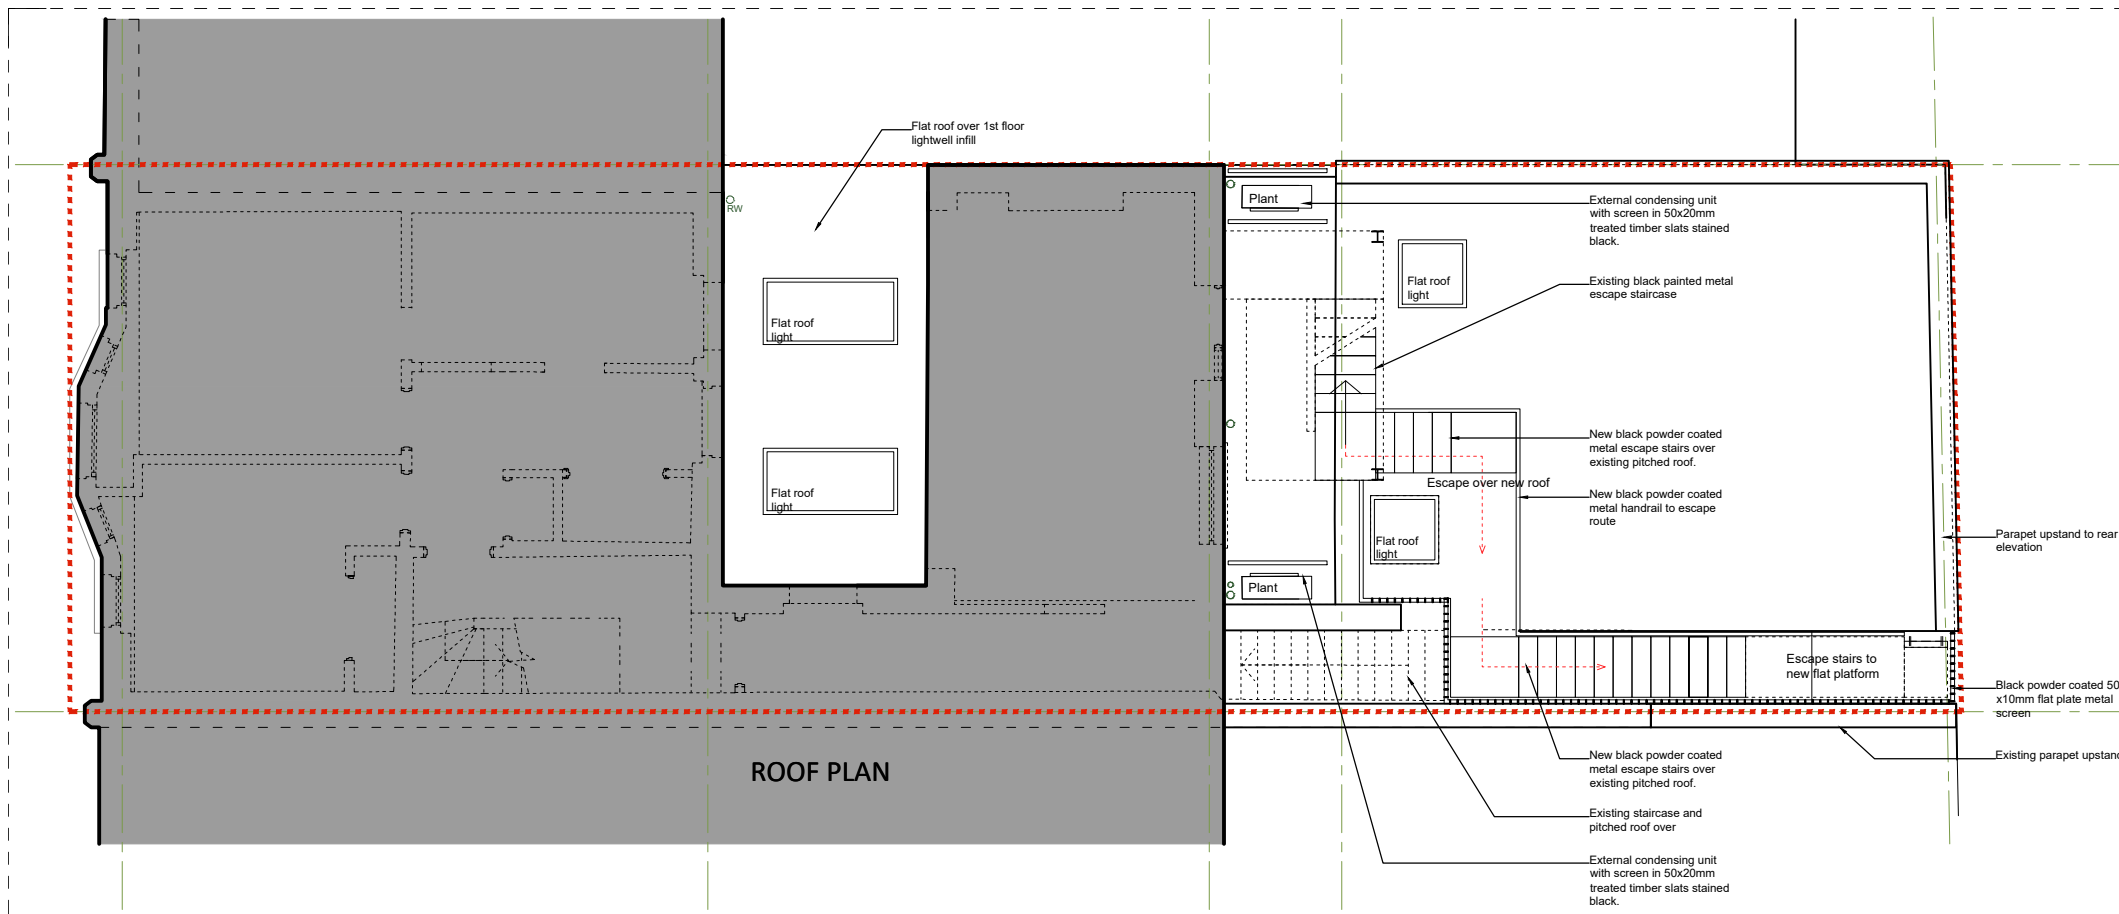 Flat roof over 1st floor
lightwell infill
RW
Plant
External condensing unit
with screen in 50x20mm
treated timber slats stained
black.
Flat roof
light
Existing black painted metal
escape staircase
Flat roof
light
New black powder coated
metal escape stairs over
existing pitched roof.
Escape over new roof
Flat roof
light
New black powder coated
metal handrail to escape
route
Flat roof
light
Parapet upstand to rear
elevation
Plant
Escape stairs to
new flat platform
Black powder coated 50
x10mm flat plate metal
screen
ROOF PLAN
New black powder coated
metal escape stairs over
existing pitched roof.
Existing parapet upstand
Existing staircase and
pitched roof over
External condensing unit
with screen in 50x20mm
treated timber slats stained
black.